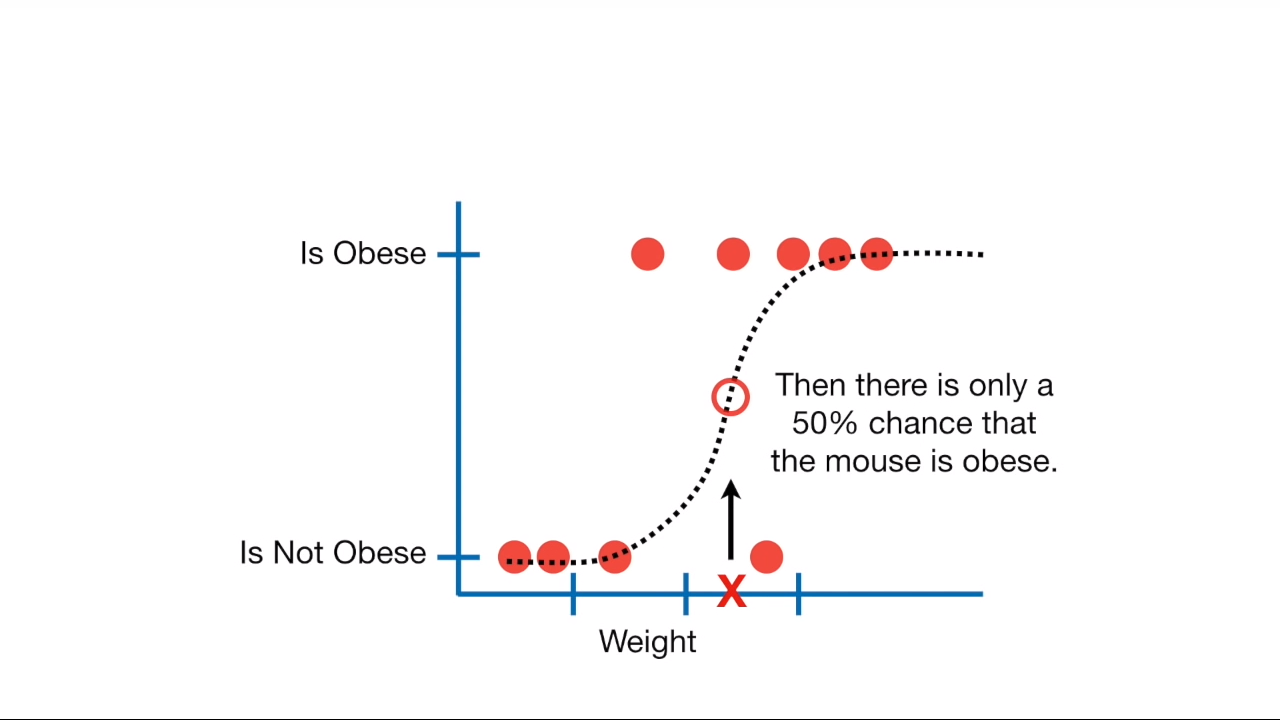 Is Obese
Then there is only a
50% chance that
the mouse is obese.
Is Not Obese
X
Weight